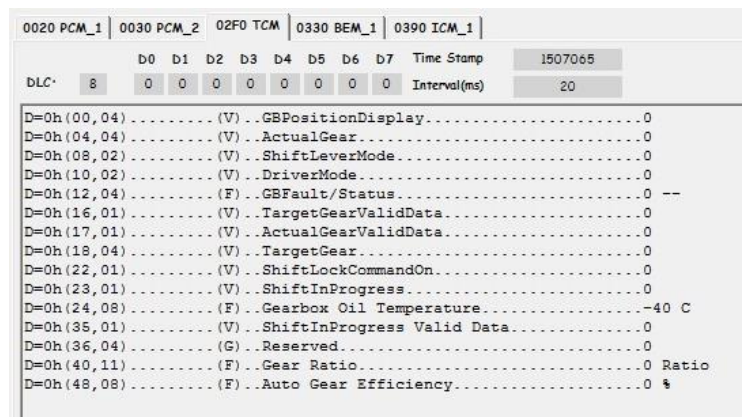 0020 PCM_1 0030 PCM_2 02F0 TCM 0330 BEM_1 0390 ICM_1
D0 D1 D2 D3 D4 D5 D6 D7 Time Stamp 1507065
DLC· 8 0 0 0 0 0 0 0 0 Interval(ms) 20
D=0h(00,04).........(V)..GBPositionDisplay.........................0
D=0h(04,04).........(V)..ActualGear................................0
D=0h(08,02).........(V)..ShiftLeverMode............................0
D=0h(10,02).........(V)..DriverMode................................0
D=0h(12,04).........(F)..GBFault/Status............................0 --
D=0h(16,01).........(V)..TargetGearValidData.......................0
D=0h(17,01).........(V)..ActualGearValidData.......................0
D=0h(18,04).........(V)..TargetGear................................0
D=0h(22,01).........(V)..ShiftLockCommandOn........................0
D=0h(23,01).........(V)..ShiftInProgress...........................0
D=0h(24,08).........(F)..Gearbox Oil Temperature..................-40 C
D=0h(35,01).........(V)..ShiftInProgress Valid Data................0
D=0h(36,04).........(G)..Reserved..................................0
D=0h(40,11).........(F)..Gear Ratio................................0 Ratio
D=0h(48,08).........(F)..Auto Gear Efficiency......................0 %